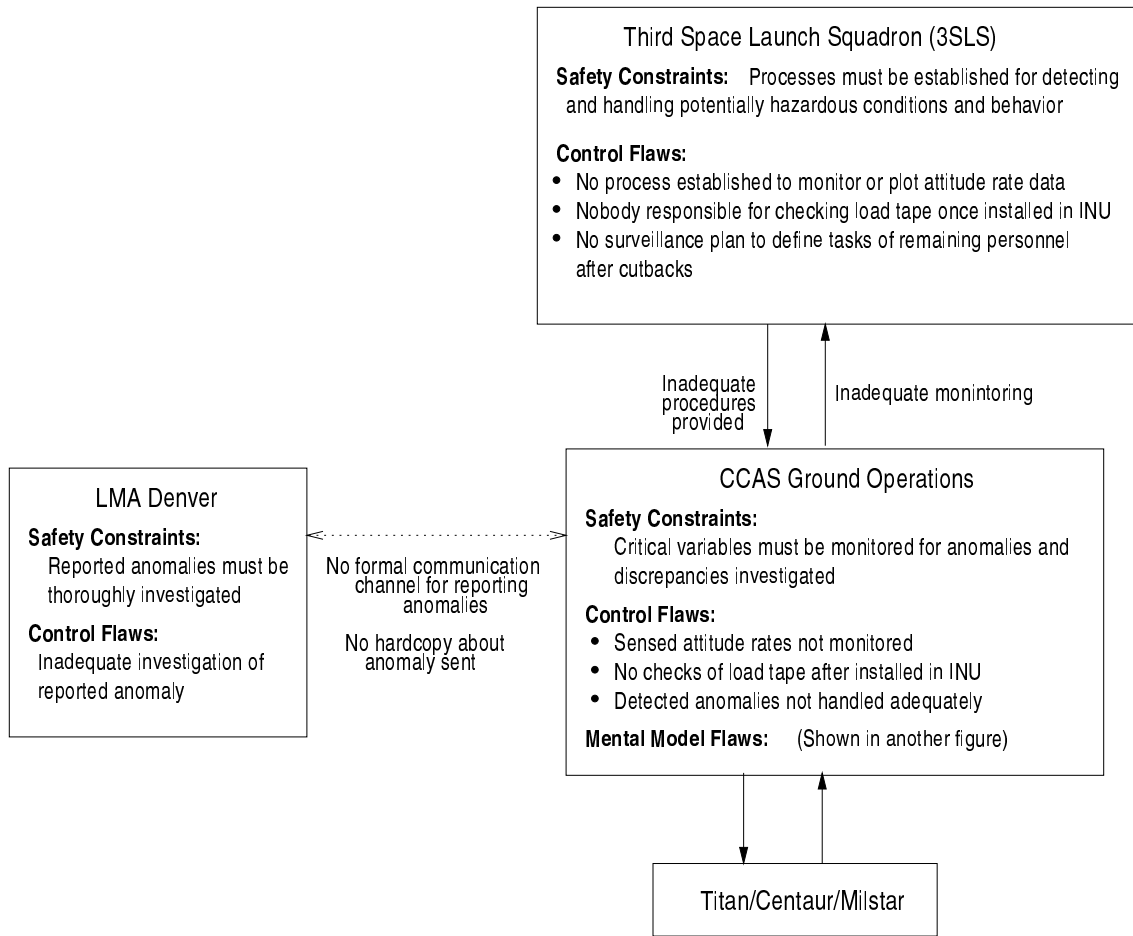 Third Space Launch Squadron (3SLS)
Safety Constraints: Processes must be established for detecting
and handling potentially hazardous conditions and behavior
Control Flaws:
• No process established to monitor or plot attitude rate data
• Nobody responsible for checking load tape once installed in INU
• No surveillance plan to define tasks of remaining personnel
after cutbacks
Inadequate
procedures
provided
Inadequate monintoring
LMA Denver
Safety Constraints:
Reported anomalies must be
thoroughly investigated
Control Flaws:
Inadequate investigation of
reported anomaly
No formal communication
channel for reporting
anomalies
No hardcopy about
anomaly sent
CCAS Ground Operations
Safety Constraints:
Critical variables must be monitored for anomalies and
discrepancies investigated
Control Flaws:
• Sensed attitude rates not monitored
• No checks of load tape after installed in INU
• Detected anomalies not handled adequately
Mental Model Flaws: (Shown in another figure)
Titan/Centaur/Milstar